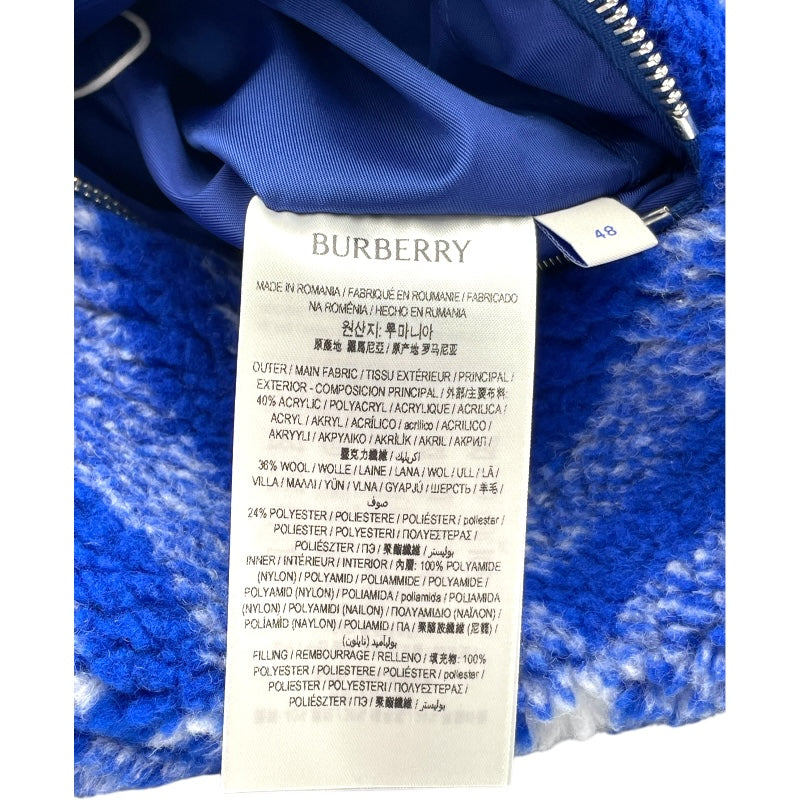 BURBERRY
48
MADE IN ROMANIA / FABRIQUÉ EN ROUMANIE / FABRICADO
NA ROMÉNIA / HECHO EN RUMANIA
원산지: 루마니아
原産地 羅馬尼亞 / 原产地 罗马尼亚
OUTER / MAIN FABRIC / TISSU EXTÉRIEUR / PRINCIPAL /
EXTERIOR - COMPOSICION PRINCIPAL / 外部/主要布料:
40% ACRYLIC / POLYACRYL / ACRYLIQUE / ACRILICA /
ACRYL / AKRYL / ACRÍLICO / acrílico / ACRILICO /
AKRYYLI / ΑΚΡΥΛΙΚΟ / AKRİLİK / AKRIL / АКРИЛ /
聚克力纖維 / اكريليك
36% WOOL / WOLLE / LAINE / LANA / WOL / ULL / LÃ /
VILLA / ΜΑΛΛΙ / YÜN / VLNA / GYAPJÚ / ШЕРСТЬ / 羊毛 /
صوف
24% POLYESTER / POLIESTERE / POLIÉSTER / poliester /
POLIESTER / POLYESTERI / ΠΟΛΥΕΣΤΕΡΑΣ /
POLIÉSZTER / ПЭ / 聚酯纖維 / بوليستر
INNER / INTÉRIEUR / INTERIOR / 內層: 100% POLYAMIDE
(NYLON) / POLYAMID / POLIAMMIDE / POLYAMIDE /
POLYAMID (NYLON) / POLIAMIDA / poliamida / POLIAMIDA
(NYLON) / POLYAMIDI (NAILON) / ΠΟΛΥΑΜΙΔΙΟ (ΝΑΪΛΟΝ) /
POLÍAMÍD (NAYLON) / POLIAMID / ПА / 聚醯胺纖維 (尼龍) /
بولياميد (نايلون)
FILLING / REMBOURRAGE / RELLENO / 填充物: 100%
POLYESTER / POLIESTERE / POLIÉSTER / poliester /
POLIESTER / POLYESTERI / ΠΟΛΥΕΣΤΕΡΑΣ /
POLIÉSZTER / ПЭ / 聚酯纖維 / بوليستر